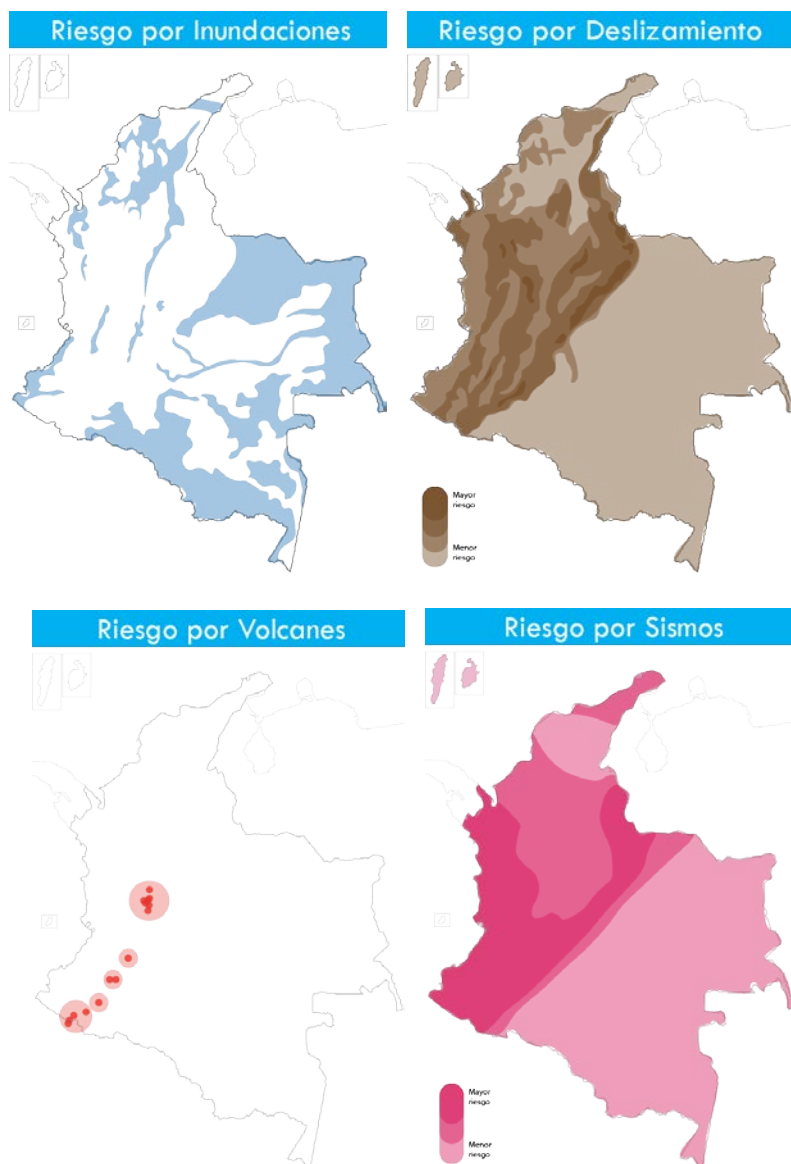 Riesgo por Inundaciones
Riesgo por Deslizamiento
Mayor
riesgo
Menor
riesgo
Riesgo por Volcanes
Riesgo por Sismos
Mayor
riesgo
Menor
riesgo